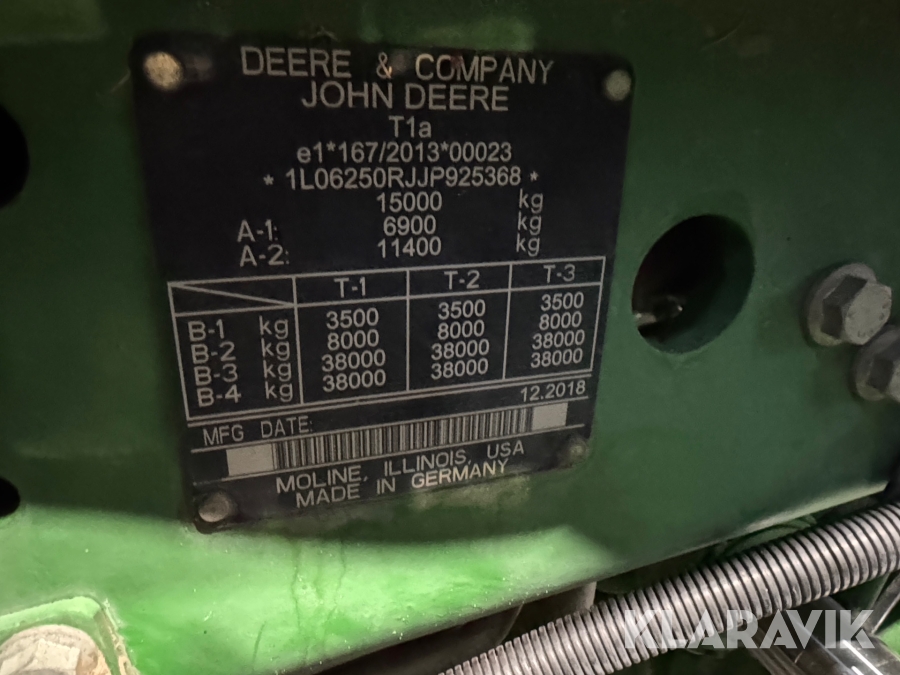 DEERE & COMPANY
JOHN DEERE
T1a
e1*167/2013*00023
* 1L06250RJJP925368 *
15000 kg
A-1: 6900 kg
A-2: 11400 kg
T-1 T-2 T-3
B-1 kg 3500 3500 3500
B-2 kg 8000 8000 8000
B-3 kg 38000 38000 38000
B-4 kg 38000 38000 38000
MFG DATE: 12.2018
MOLINE, ILLINOIS, USA
MADE IN GERMANY
KLARAVIK